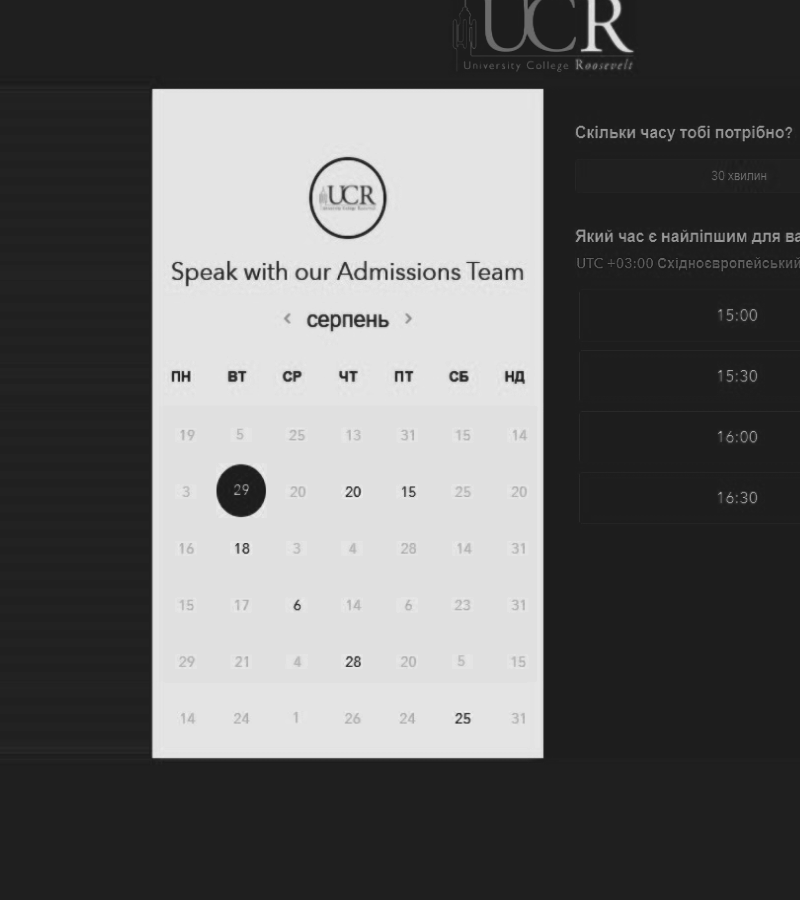 UCR
University College Roosevelt
UCR
Speak with our Admissions Team
серпень
ПН ВТ СР ЧТ ПТ СБ НД
19 5 25 13 31 15 14
3 29 20 20 15 25 20
16 18 3 4 28 14 31
15 17 6 14 6 23 31
29 21 4 28 20 5 15
14 24 1 26 24 25 31
Скільки часу тобі потрібно?
30 хвилин
Який час є найліпшим для ва
UTC +03:00 Східноєвропейський
15:00
15:30
16:00
16:30